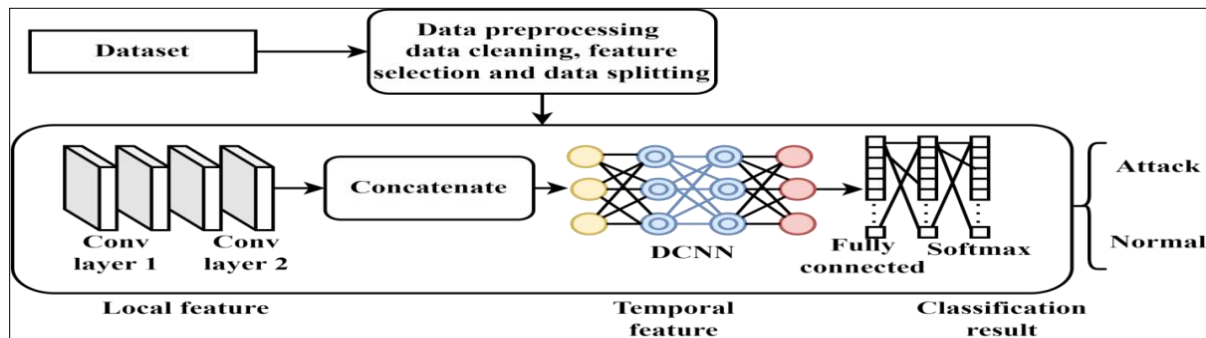 Dataset
Data preprocessing
data cleaning, feature
selection and data splitting
Concatenate
Conv
layer 1
Conv
layer 2
DCNN
Fully
connected
Softmax
Attack
Normal
Local feature
Temporal
feature
Classification
result